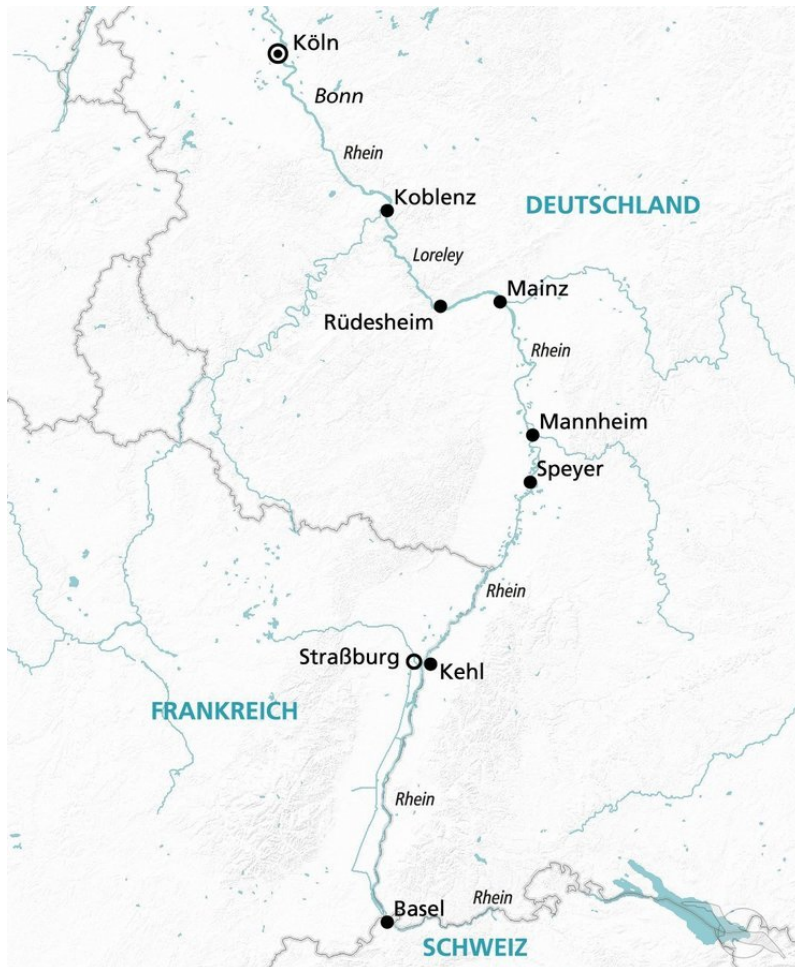 Köln
Bonn
Rhein
Koblenz
DEUTSCHLAND
Loreley
Mainz
Rüdesheim
Rhein
Mannheim
Speyer
Rhein
Straßburg
Kehl
FRANKREICH
Rhein
Rhein
Basel
SCHWEIZ